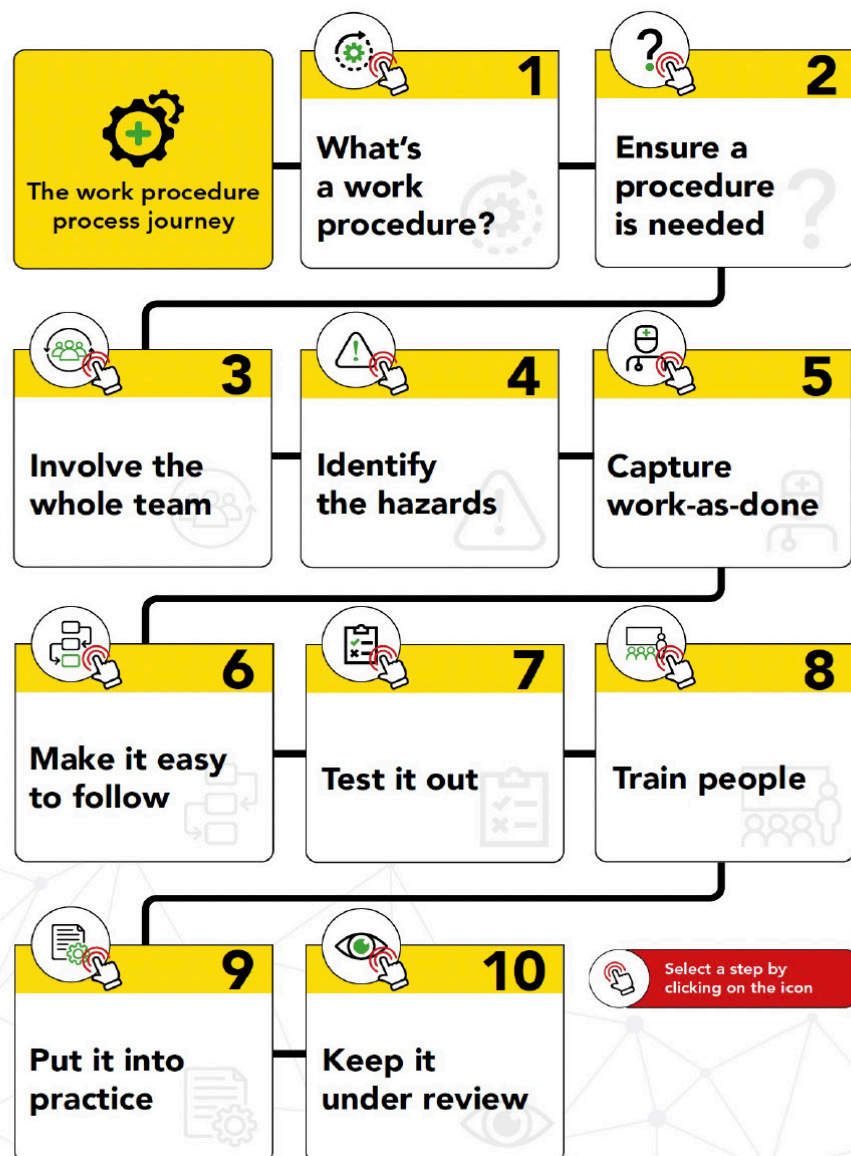 The work procedure
process journey
1
What's
a work
procedure?
2
Ensure a
procedure
is needed
3
Involve the
whole team
4
Identify
the hazards
5
Capture
work-as-done
6
Make it easy
to follow
7
Test it out
8
Train people
9
Put it into
practice
10
Keep it
under review
Select a step by
clicking on the icon